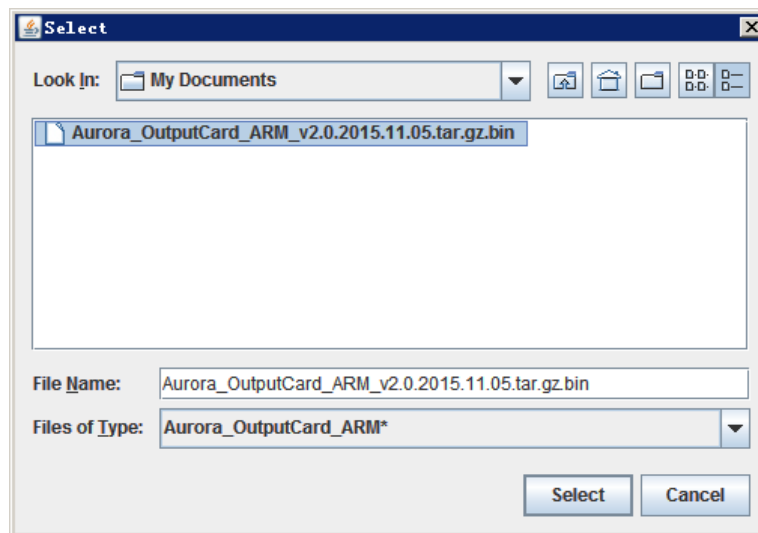 Select
Look In: My Documents
Aurora_OutputCard_ARM_v2.0.2015.11.05.tar.gz.bin
File Name: Aurora_OutputCard_ARM_v2.0.2015.11.05.tar.gz.bin
Files of Type: Aurora_OutputCard_ARM*
Select Cancel